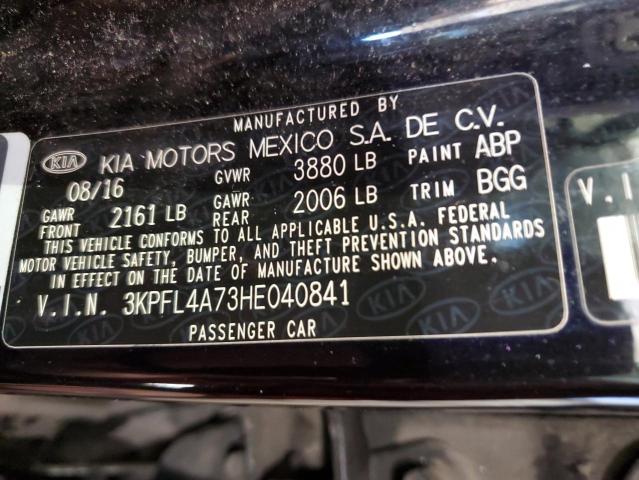 MANUFACTURED BY
KIA KIA MOTORS MEXICO S.A. DE C.V.
08/16 GVWR 3880 LB PAINT ABP
GAWR FRONT 2161 LB GAWR REAR 2006 LB TRIM BGG
THIS VEHICLE CONFORMS TO ALL APPLICABLE U.S.A. FEDERAL
MOTOR VEHICLE SAFETY, BUMPER, AND THEFT PREVENTION STANDARDS
IN EFFECT ON THE DATE OF MANUFACTURE SHOWN ABOVE.
V.I.N. 3KPFL4A73HE040841
PASSENGER CAR
V.I